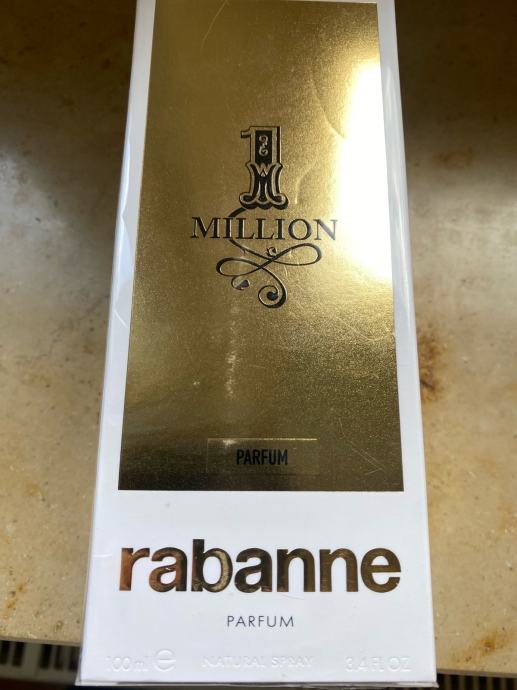 1
MILLION
PARFUM
rabanne
PARFUM
100 ml ℮ NATURAL SPRAY 3.4 FL OZ